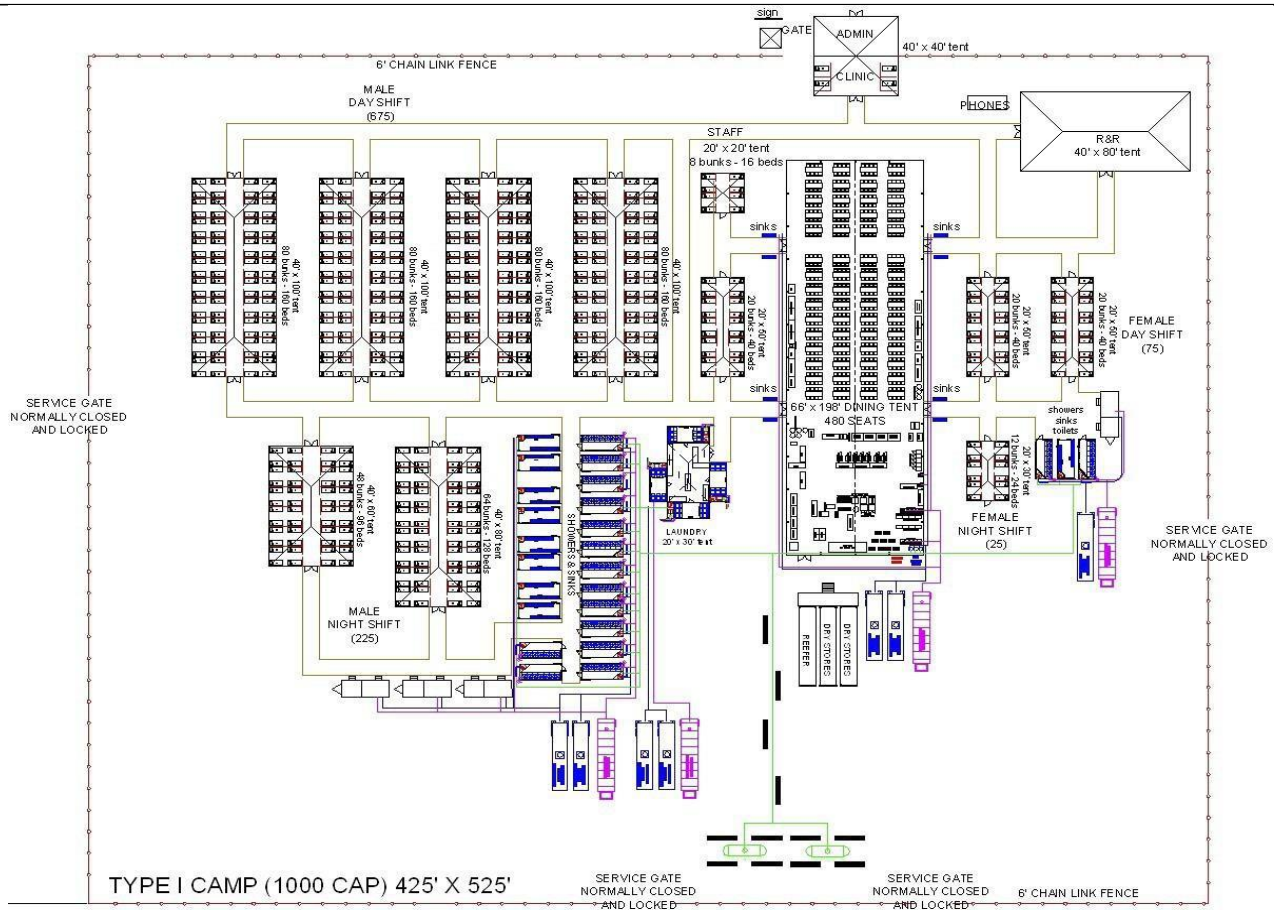 sign
GATE
ADMIN
40' x 40' tent
CLINIC
6' CHAIN LINK FENCE
MALE
DAY SHIFT
(675)
PHONES
R&R
40' x 80' tent
STAFF
20' x 20' tent
8 bunks - 16 beds
sinks
sinks
40' x 100' tent
80 bunks - 160 beds
40' x 100' tent
80 bunks - 160 beds
40' x 100' tent
80 bunks - 160 beds
40' x 100' tent
80 bunks - 160 beds
20' x 50' tent
20 bunks - 40 beds
20' x 50' tent
20 bunks - 40 beds
20' x 50' tent
20 bunks - 40 beds
FEMALE
DAY SHIFT
(75)
SERVICE GATE
NORMALLY CLOSED
AND LOCKED
sinks
sinks
66' x 198' DINING TENT
480 SEATS
showers
sinks
toilets
40' x 60' tent
48 bunks - 96 beds
40' x 80' tent
64 bunks - 128 beds
SHOWERS & SINKS
LAUNDRY
20' x 30' tent
20' x 30' tent
12 bunks - 24 beds
FEMALE
NIGHT SHIFT
(25)
SERVICE GATE
NORMALLY CLOSED
AND LOCKED
MALE
NIGHT SHIFT
(225)
REEFER
DRY STORES
DRY STORES
TYPE I CAMP (1000 CAP) 425' X 525'
SERVICE GATE
NORMALLY CLOSED
AND LOCKED
SERVICE GATE
NORMALLY CLOSED
AND LOCKED
6' CHAIN LINK FENCE